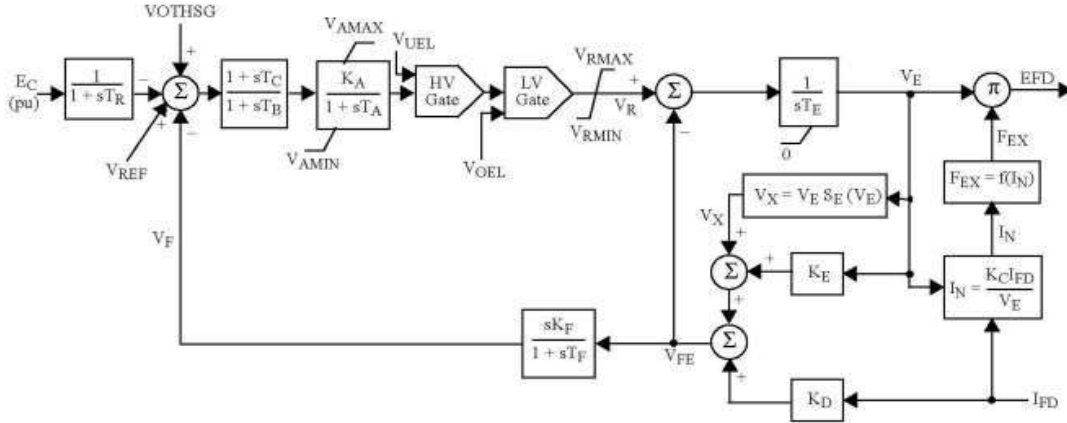 VOTHSG
E_C
(pu)
1
1 + sT_R
−
+
Σ
+
−
V_REF
1 + sT_C
1 + sT_B
V_AMAX
K_A
1 + sT_A
V_AMIN
V_UEL
HV
Gate
LV
Gate
V_OEL
V_RMAX
V_R
V_RMIN
+
Σ
−
1
sT_E
0
V_E
π
EFD
F_EX
F_EX = f(I_N)
I_N
I_N = K_C I_FD
V_E
V_X = V_E S_E (V_E)
V_X
+
Σ
+
K_E
+
Σ
+
V_F
sK_F
1 + sT_F
V_FE
K_D
I_FD